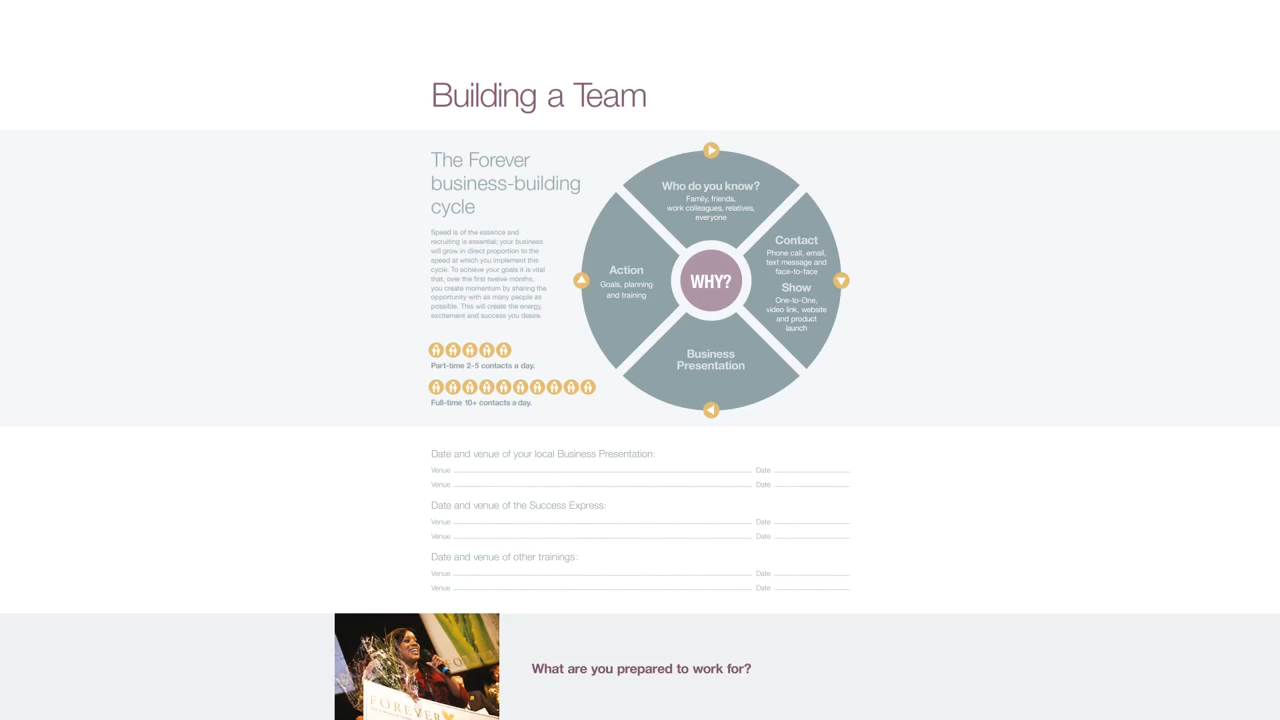 Building a Team
The Forever
business-building
cycle
Speed is of the essence and
recruiting is essential; your business
will grow in direct proportion to the
speed at which you implement this
cycle. To achieve your goals it is vital
that, over the first twelve months,
you create momentum by sharing the
opportunity with as many people as
possible. This will create the energy,
excitement and success you desire.
Part-time 2-5 contacts a day.
Full-time 10+ contacts a day.
Who do you know?
Family, friends,
work colleagues, relatives,
everyone
Contact
Phone call, email,
text message and
face-to-face
Show
One-to-One,
video link, website
and product
launch
Business
Presentation
Action
Goals, planning
and training
WHY?
Date and venue of your local Business Presentation:
Venue Date
Venue Date
Date and venue of the Success Express:
Venue Date
Venue Date
Date and venue of other trainings:
Venue Date
Venue Date
What are you prepared to work for?
FOREVER